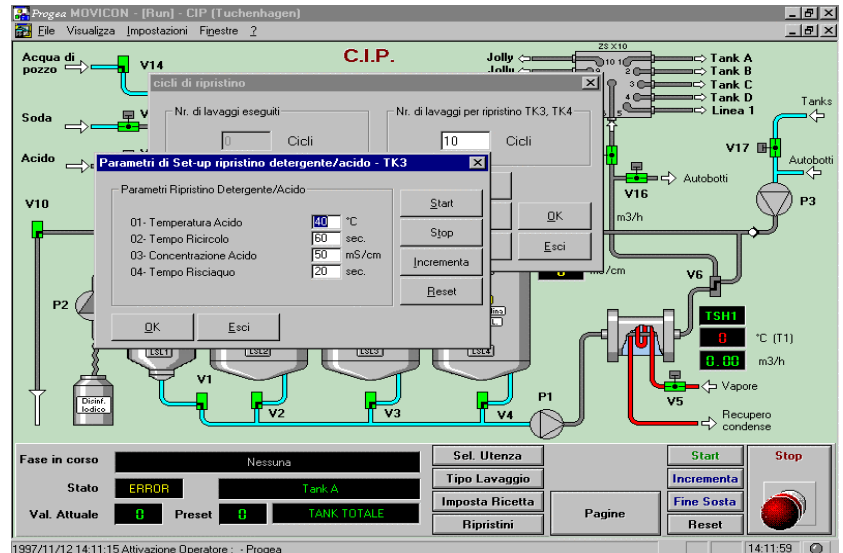 Progea MOVICON - [Run] - CIP (Tuchenhagen)
File Visualizza Impostazioni Finestre ?
C.I.P.
Acqua di
pozzo
V14
Soda
Acido
V10
P2
Jolly
Jolly
ZS X10
Tank A
Tank B
Tank C
Tank D
Linea 1
Tanks
V17
Autobotti
Autobotti
V16
P3
m3/h
V6
cicli di ripristino
Nr. di lavaggi eseguiti
0 Cicli
Nr. di lavaggi per ripristino TK3, TK4
10 Cicli
OK
Esci
Parametri di Set-up ripristino detergente/acido - TK3
Parametri Ripristino Detergente/Acido
01- Temperatura Acido 40 °C
02- Tempo Ricircolo 60 sec.
03- Concentrazione Acido 50 mS/cm
04- Tempo Risciaquo 20 sec.
Start
Stop
Incrementa
Reset
OK
Esci
LSL1
LSL2
LSL3
LSL4
Disinf.
Iodico
V1
V2
V3
V4
P1
TSH1
0 °C (T1)
0.00 m3/h
V5
Vapore
Recupero
condense
Fase in corso Nessuna
Stato ERROR Tank A
Val. Attuale 0 Preset 0 TANK TOTALE
Sel. Utenza
Tipo Lavaggio
Imposta Ricetta
Ripristini
Pagine
Start
Incrementa
Fine Sosta
Reset
Stop
1997/11/12 14:11:15 Attivazione Operatore : - Progea
14:11:59